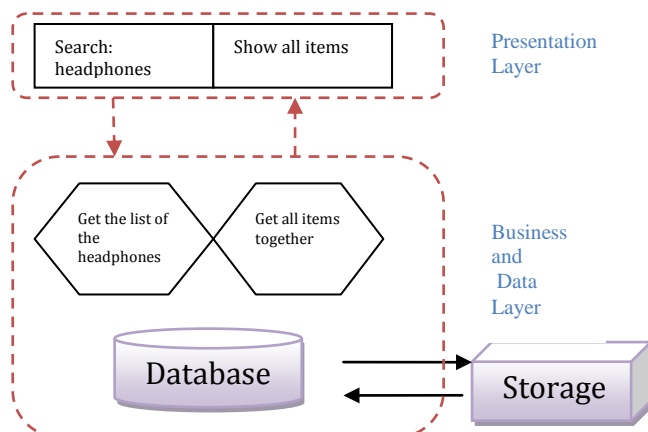 Search:
headphones
Show all items
Presentation
Layer
Get the list of
the
headphones
Get all items
together
Business
and
Data
Layer
Database
Storage